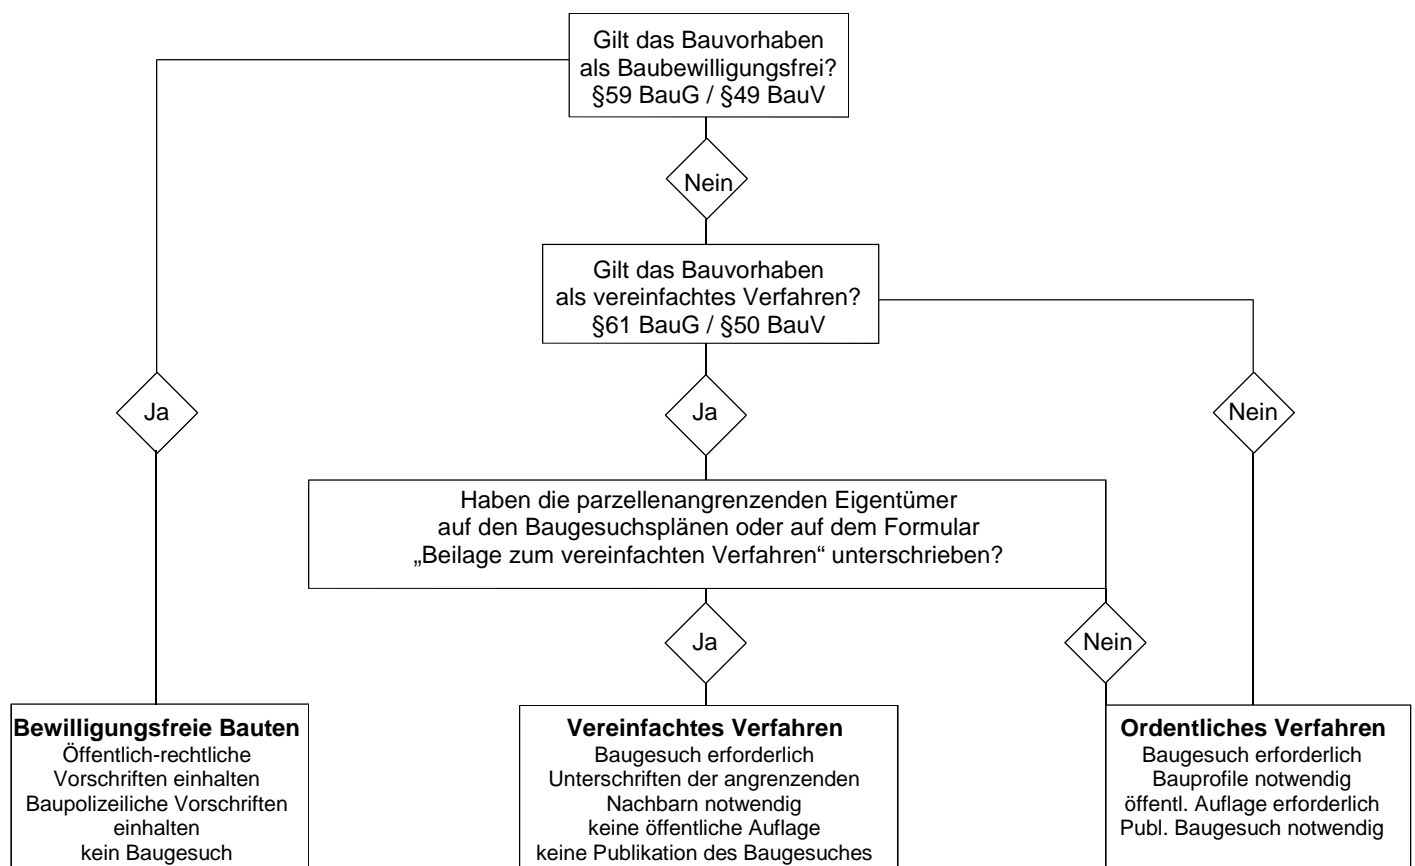 Gilt das Bauvorhaben
als Baubewilligungsfrei?
§59 BauG / §49 BauV
Nein
Gilt das Bauvorhaben
als vereinfachtes Verfahren?
§61 BauG / §50 BauV
Ja
Ja
Nein
Haben die parzellenangrenzenden Eigentümer
auf den Baugesuchsplänen oder auf dem Formular
„Beilage zum vereinfachten Verfahren“ unterschrieben?
Ja
Nein
Bewilligungsfreie Bauten
Öffentlich-rechtliche
Vorschriften einhalten
Baupolizeiliche Vorschriften
einhalten
kein Baugesuch
Vereinfachtes Verfahren
Baugesuch erforderlich
Unterschriften der angrenzenden
Nachbarn notwendig
keine öffentliche Auflage
keine Publikation des Baugesuches
Ordentliches Verfahren
Baugesuch erforderlich
Bauprofile notwendig
öffentl. Auflage erforderlich
Publ. Baugesuch notwendig